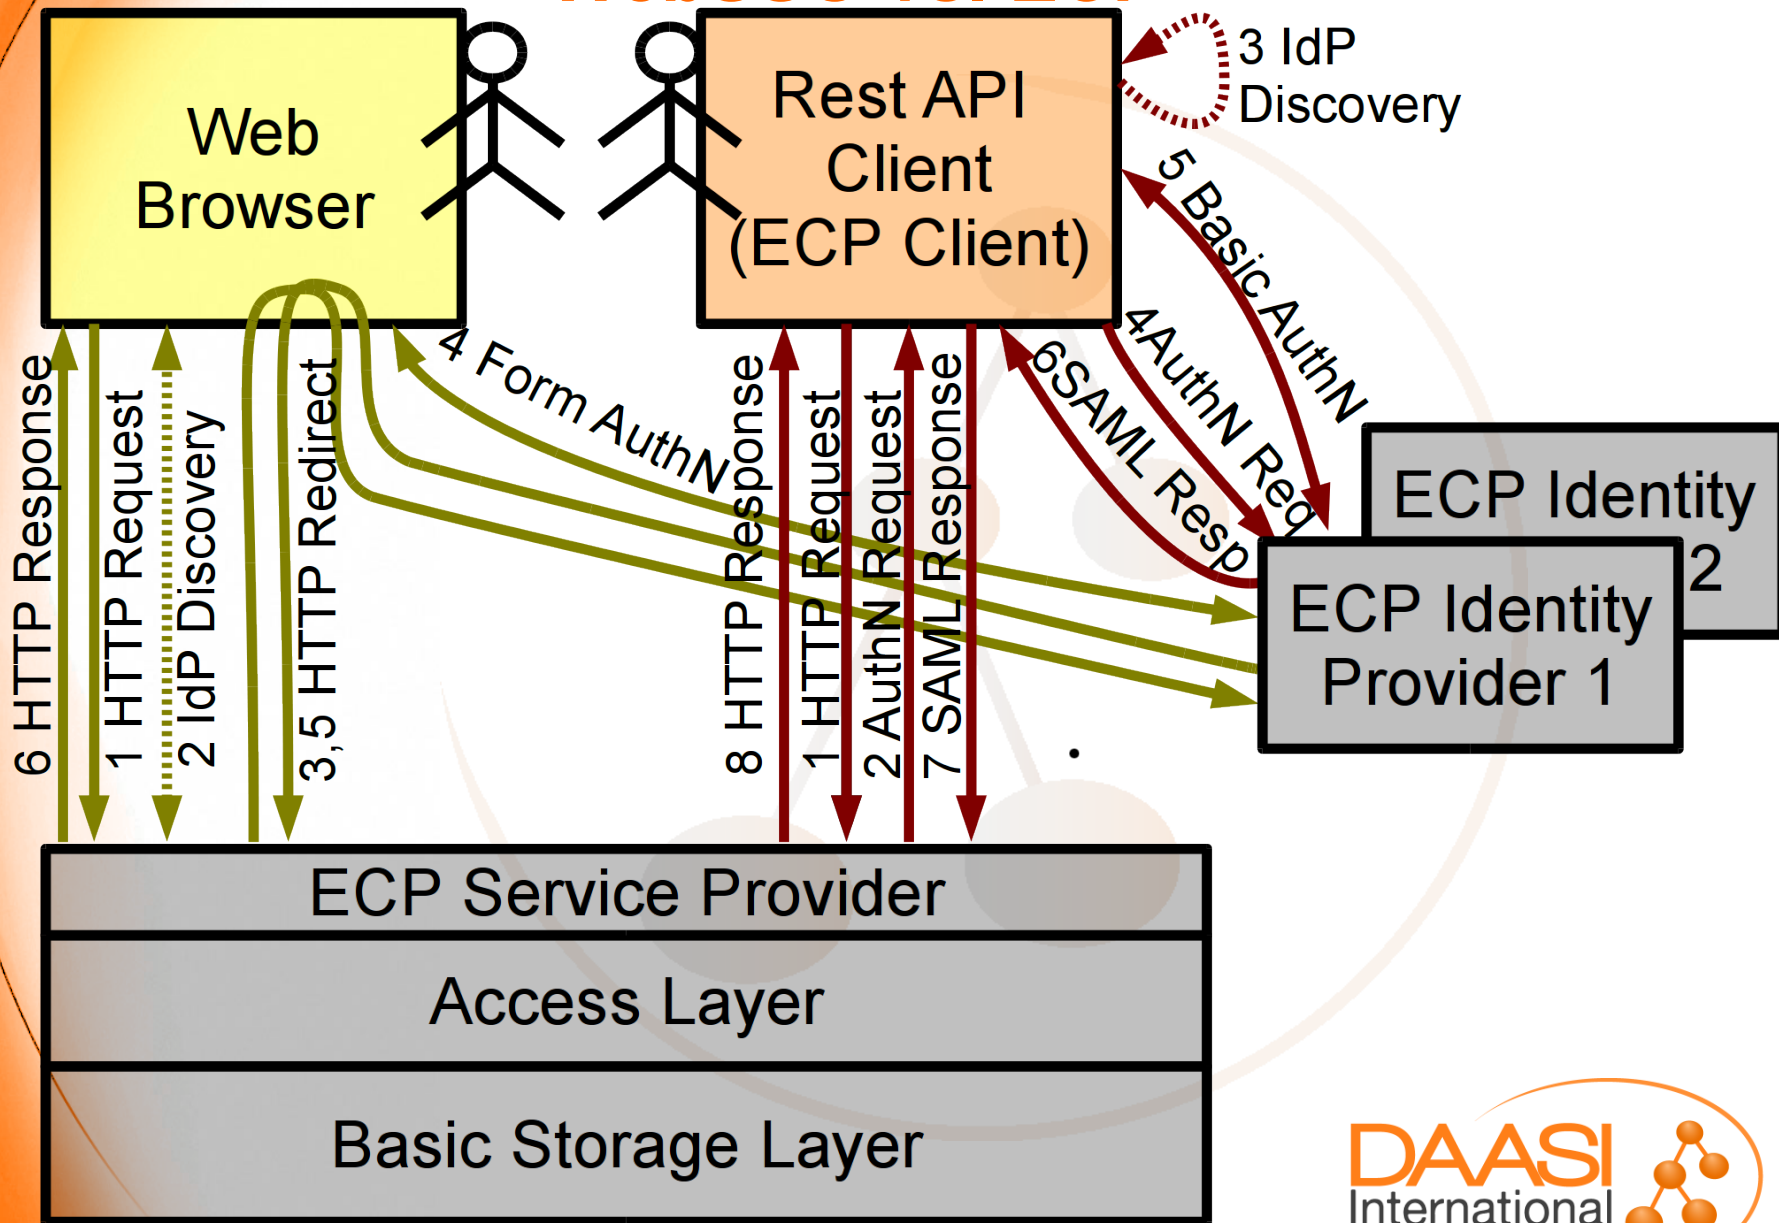 WebSSO vs. ECP
Web
Browser
Rest API
Client
(ECP Client)
3 IdP
Discovery
5 Basic AuthN
4AuthN Req
6SAML Resp
4 Form AuthN
6 HTTP Response
1 HTTP Request
2 IdP Discovery
3,5 HTTP Redirect
8 HTTP Response
1 HTTP Request
2 AuthN Request
7 SAML Response
ECP Identity
2
ECP Identity
Provider 1
ECP Service Provider
Access Layer
Basic Storage Layer
DAASI
International